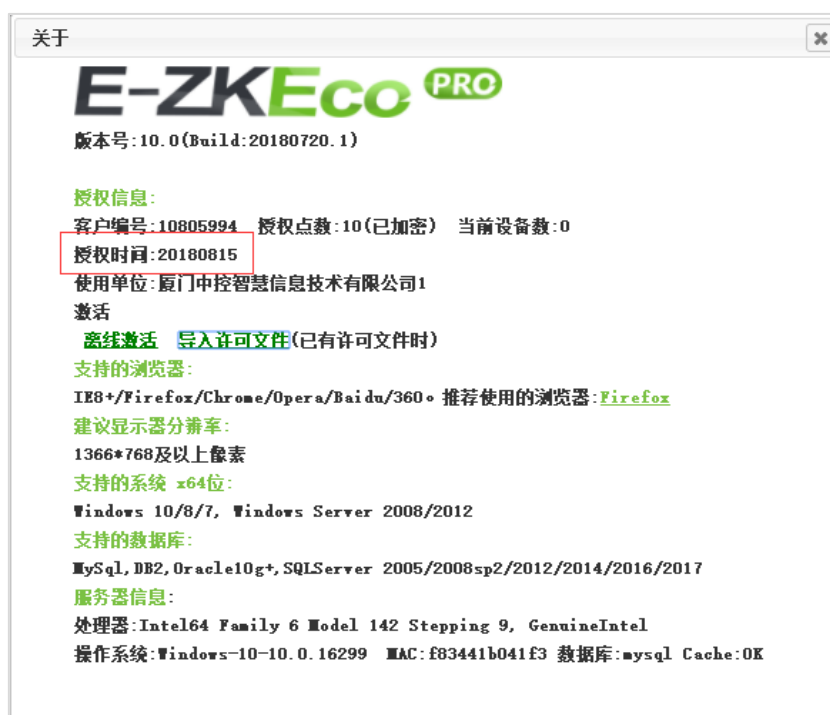 关于
E-ZKEco PRO
版本号:10.0(Build:20180720.1)
授权信息:
客户编号:10805994 授权点数:10(已加密) 当前设备数:0
授权时间:20180815
使用单位:厦门中控智慧信息技术有限公司1
激活
离线激活 导入许可文件(已有许可文件时)
支持的浏览器:
IE8+/Firefox/Chrome/Opera/Baidu/360。推荐使用的浏览器:Firefox
建议显示器分辨率:
1366*768及以上像素
支持的系统 x64位:
Windows 10/8/7, Windows Server 2008/2012
支持的数据库:
MySql,DB2,Oracle10g+,SQLServer 2005/2008sp2/2012/2014/2016/2017
服务器信息:
处理器:Intel64 Family 6 Model 142 Stepping 9, GenuineIntel
操作系统:Windows-10-10.0.16299 MAC:f83441b041f3 数据库:mysql Cache:OK